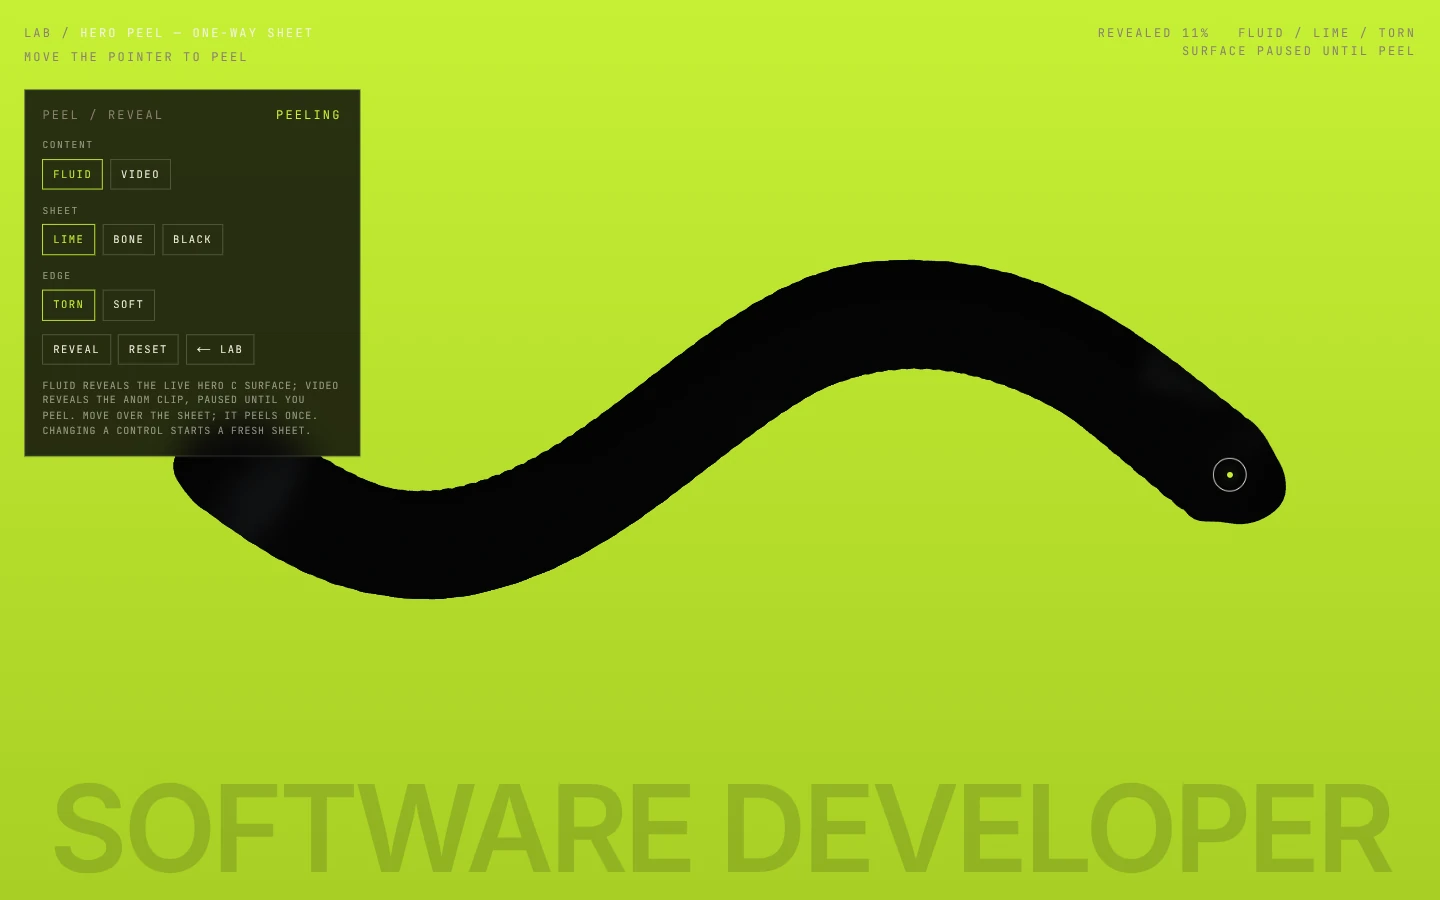 LAB / HERO PEEL — ONE-WAY SHEET
MOVE THE POINTER TO PEEL
REVEALED 11% FLUID / LIME / TORN
SURFACE PAUSED UNTIL PEEL
PEEL / REVEAL PEELING
CONTENT
FLUID VIDEO
SHEET
LIME BONE BLACK
EDGE
TORN SOFT
REVEAL RESET ← LAB
FLUID REVEALS THE LIVE HERO C SURFACE; VIDEO
REVEALS THE ANOM CLIP, PAUSED UNTIL YOU
PEEL. MOVE OVER THE SHEET; IT PEELS ONCE.
CHANGING A CONTROL STARTS A FRESH SHEET.
SOFTWARE DEVELOPER